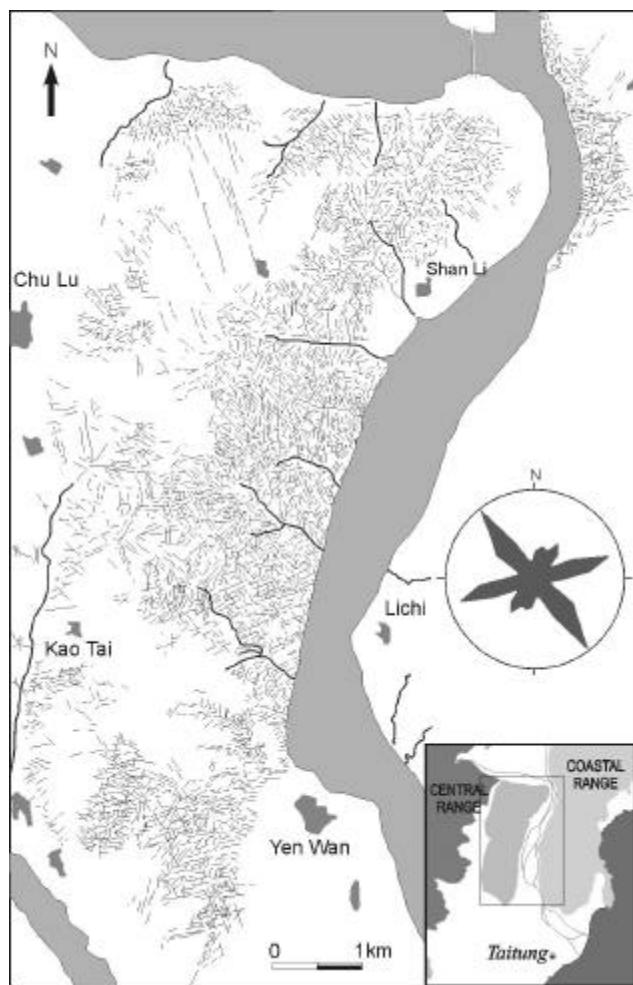 N
Chu Lu
Shan Li
N
Lichi
Kao Tai
CENTRAL
RANGE
COASTAL
RANGE
Yen Wan
0 1km
Taitung